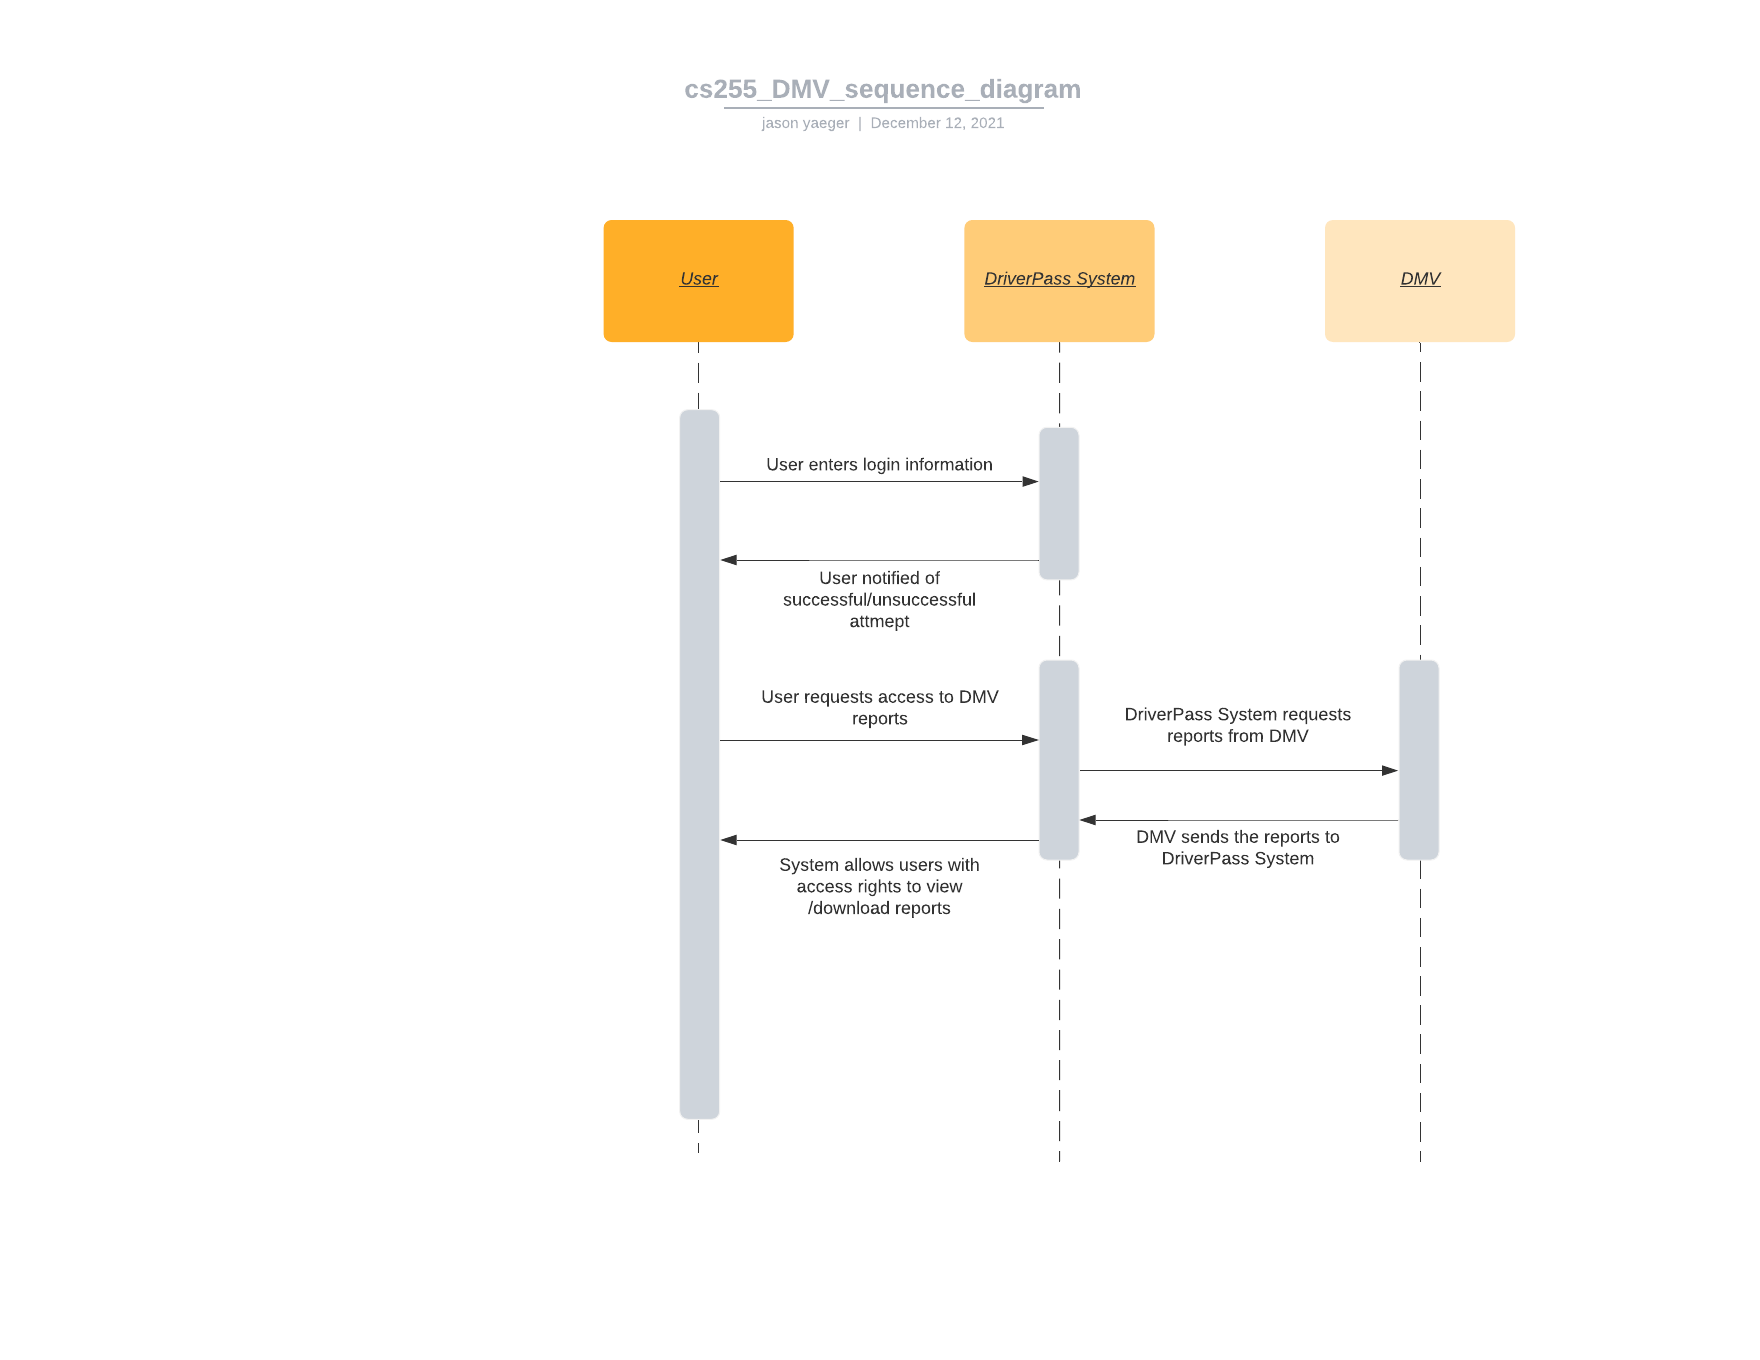 cs255_DMV_sequence_diagram
jason yaeger | December 12, 2021
User
DriverPass System
DMV
User enters login information
User notified of
successful/unsuccessful
attmept
User requests access to DMV
reports
DriverPass System requests
reports from DMV
DMV sends the reports to
DriverPass System
System allows users with
access rights to view
/download reports